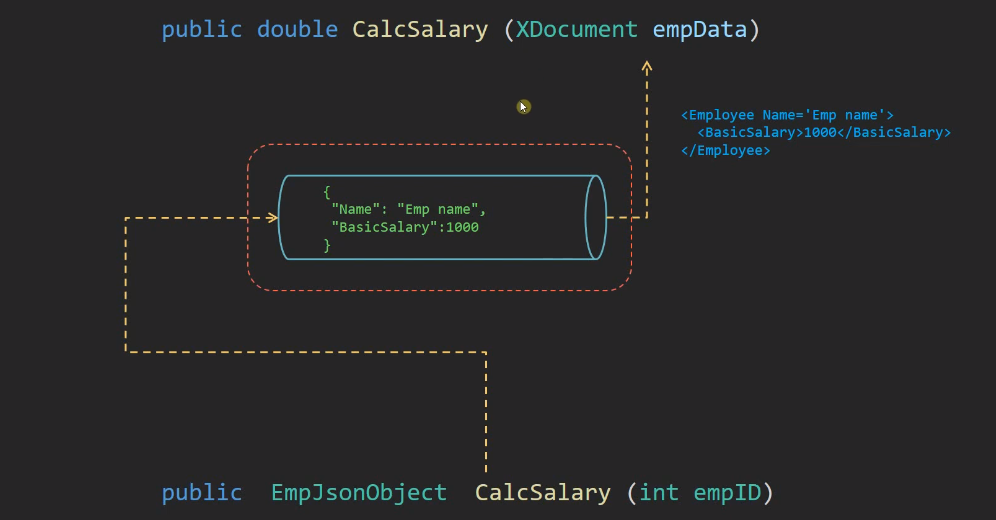 public double CalcSalary (XDocument empData)
<Employee Name='Emp name'>
<BasicSalary>1000</BasicSalary>
</Employee>
{
"Name": "Emp name",
"BasicSalary":1000
}
public EmpJsonObject CalcSalary (int empID)